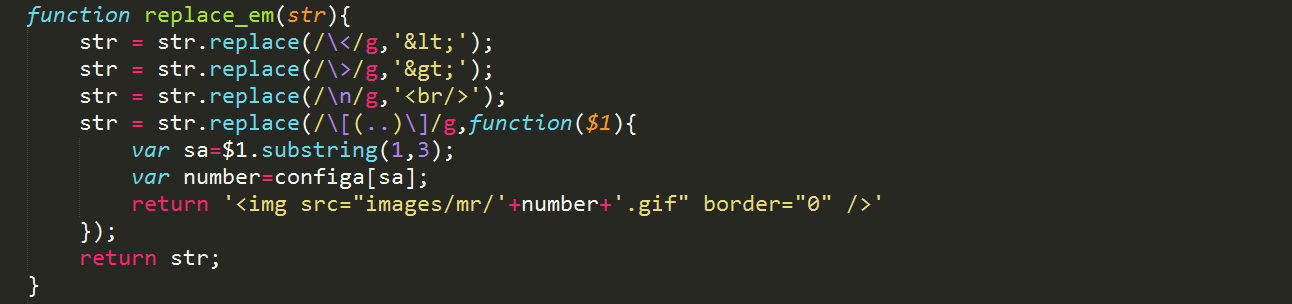 function replace_em(str){
    str = str.replace(/\</g,'&lt;');
    str = str.replace(/\>/g,'&gt;');
    str = str.replace(/\n/g,'<br/>');
    str = str.replace(/\[(..)\]/g,function($1){
        var sa=$1.substring(1,3);
        var number=configa[sa];
        return '<img src="images/mr/'+number+'.gif" border="0" />'
    });
    return str;
}